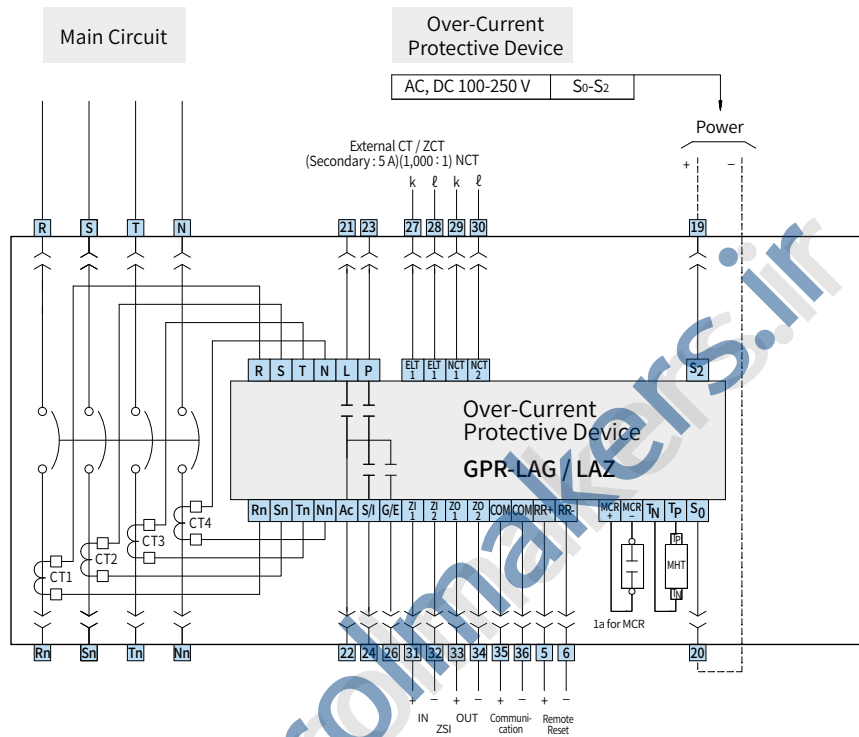 Main Circuit
Over-Current
Protective Device
AC, DC 100-250 V
S0-S2
Power
+ −
External CT / ZCT
(Secondary : 5 A)(1,000 : 1) NCT
k ℓ k ℓ
R S T N 21 23 27 28 29 30 19
R S T N L P ELT 1 ELT 1 NCT 1 NCT 2 S2
Over-Current
Protective Device
GPR-LAG / LAZ
Rn Sn Tn Nn Ac S/I G/E ZI 1 ZI 2 ZO 1 ZO 2 COM COM RR+ RR- MCR + MCR − TN TP S0
CT1 CT2 CT3 CT4
TP
MHT
TN
1a for MCR
Rn Sn Tn Nn 22 24 26 31 32 33 34 35 36 5 6 20
+ − + − + − + −
IN OUT
ZSI
Communi-
cation
Remote
Reset
olmakers.ir